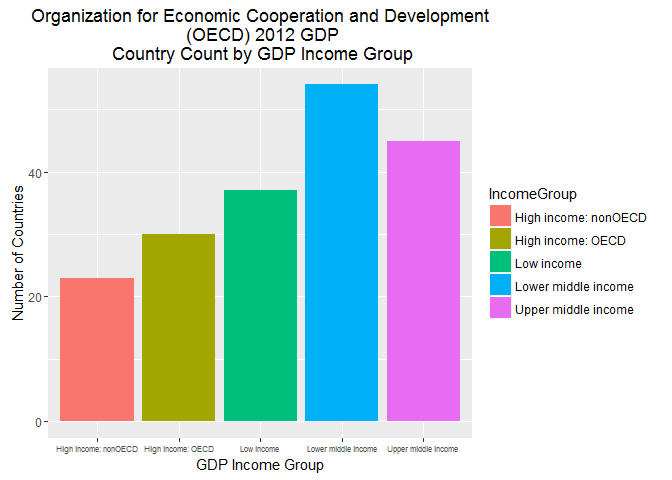 Organization for Economic Cooperation and Development
(OECD) 2012 GDP
Country Count by GDP Income Group
Number of Countries
40
20
0
High income: nonOECD High income: OECD Low income Lower middle income Upper middle income
GDP Income Group
IncomeGroup
High income: nonOECD
High income: OECD
Low income
Lower middle income
Upper middle income